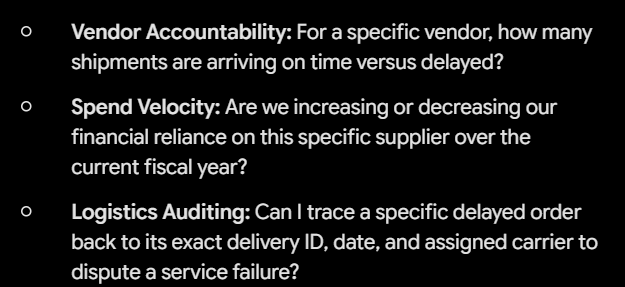 Vendor Accountability: For a specific vendor, how many
shipments are arriving on time versus delayed?
Spend Velocity: Are we increasing or decreasing our
financial reliance on this specific supplier over the
current fiscal year?
Logistics Auditing: Can I trace a specific delayed order
back to its exact delivery ID, date, and assigned carrier to
dispute a service failure?